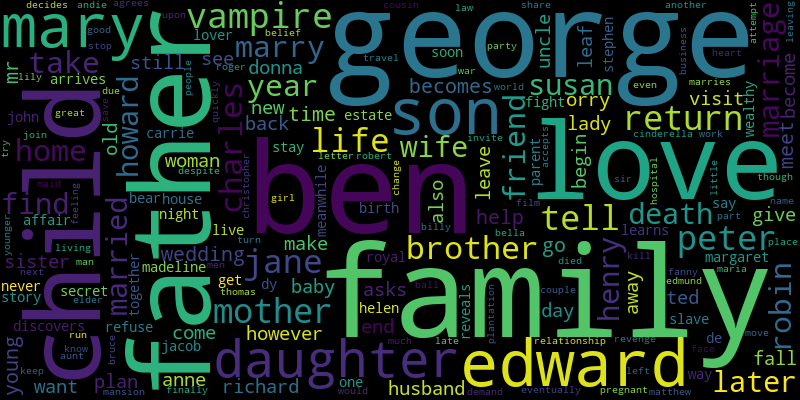 decides andie agrees cousin law share another
mary father vampire george attempt leaving
good stop lover belief
take still see marry uncle leaf stephen business heart marriage
mr lily arrives people roger donna travel soon party war even marries
child howard year son susan become
john due save quickly new time estate becomes world fight orry visit wealthy meet
great old charles back friend return
try join carrie invite lady cinderella work
home woman stay letter robert life wife parent accepts begin love though
maid despite christopher ben leave sir hospital little
find feeling bearhouse girl meanwhile change also tell death say name
affair night birth help part give
younger living live turn billy film brother peter place
sister man wedding make bella go henry learns margaret maria
next married madeline men jane royal family died kill fanny
never together get baby asks ball reveals day away ted edmund robin
story secret thomas mother dy helen plantation couple slave de move
discovers elder refuse however end much late relationship revenge face
young run come daughter edward fall
keep know bruce jacob left way
aunt plan anne one husband demand pregnant later
want mansion finally richard would eventually matthew upon